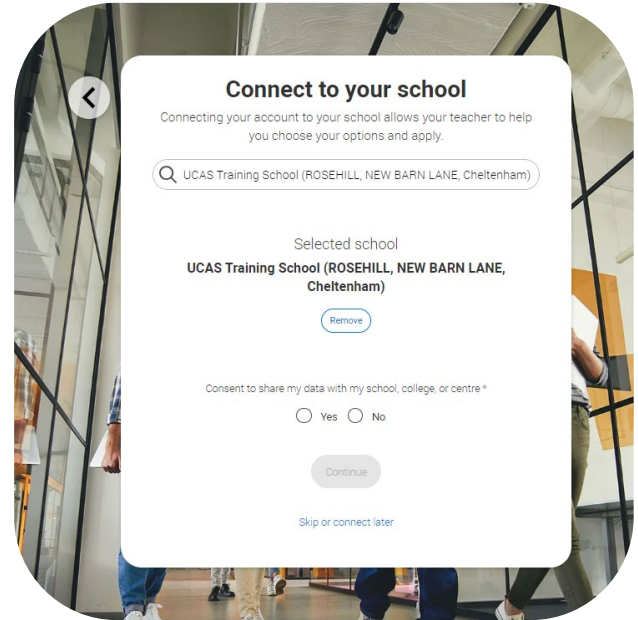 Connect to your school
Connecting your account to your school allows your teacher to help
you choose your options and apply.
UCAS Training School (ROSEHILL, NEW BARN LANE, Cheltenham)
Selected school
UCAS Training School (ROSEHILL, NEW BARN LANE,
Cheltenham)
Remove
Consent to share my data with my school, college, or centre *
Yes No
Continue
Skip or connect later